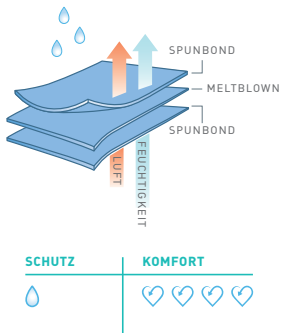 SPUNBOND
MELTBLOWN
SPUNBOND
LUFT
FEUCHTIGKEIT
SCHUTZ
KOMFORT